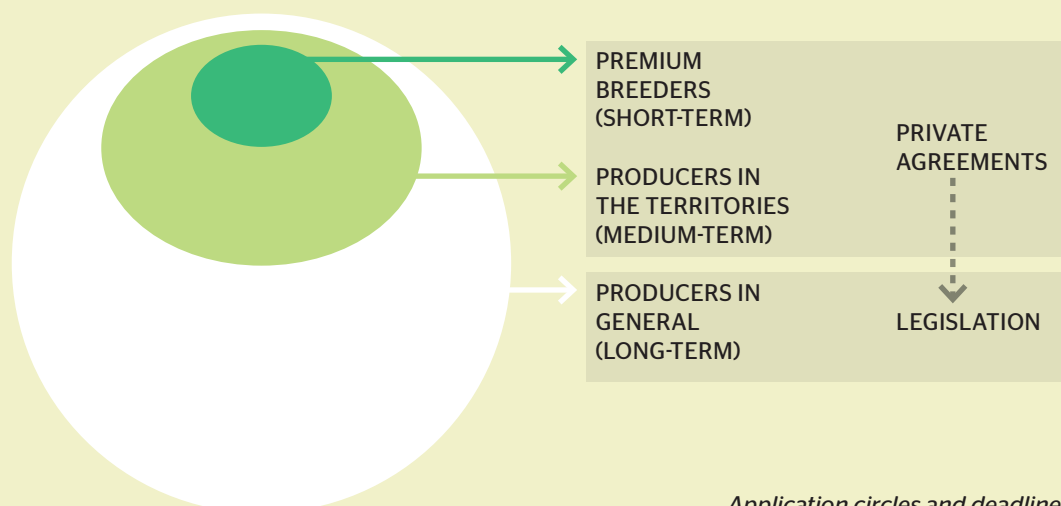 PREMIUM
BREEDERS
(SHORT-TERM)
PRIVATE
AGREEMENTS
PRODUCERS IN
THE TERRITORIES
(MEDIUM-TERM)
PRODUCERS IN
GENERAL
(LONG-TERM)
LEGISLATION
Application circles and deadline